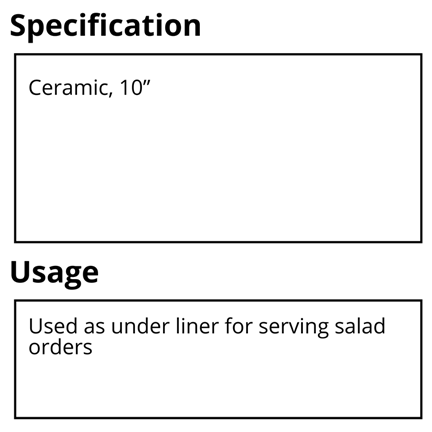 Specification
Ceramic, 10”
Usage
Used as under liner for serving salad
orders